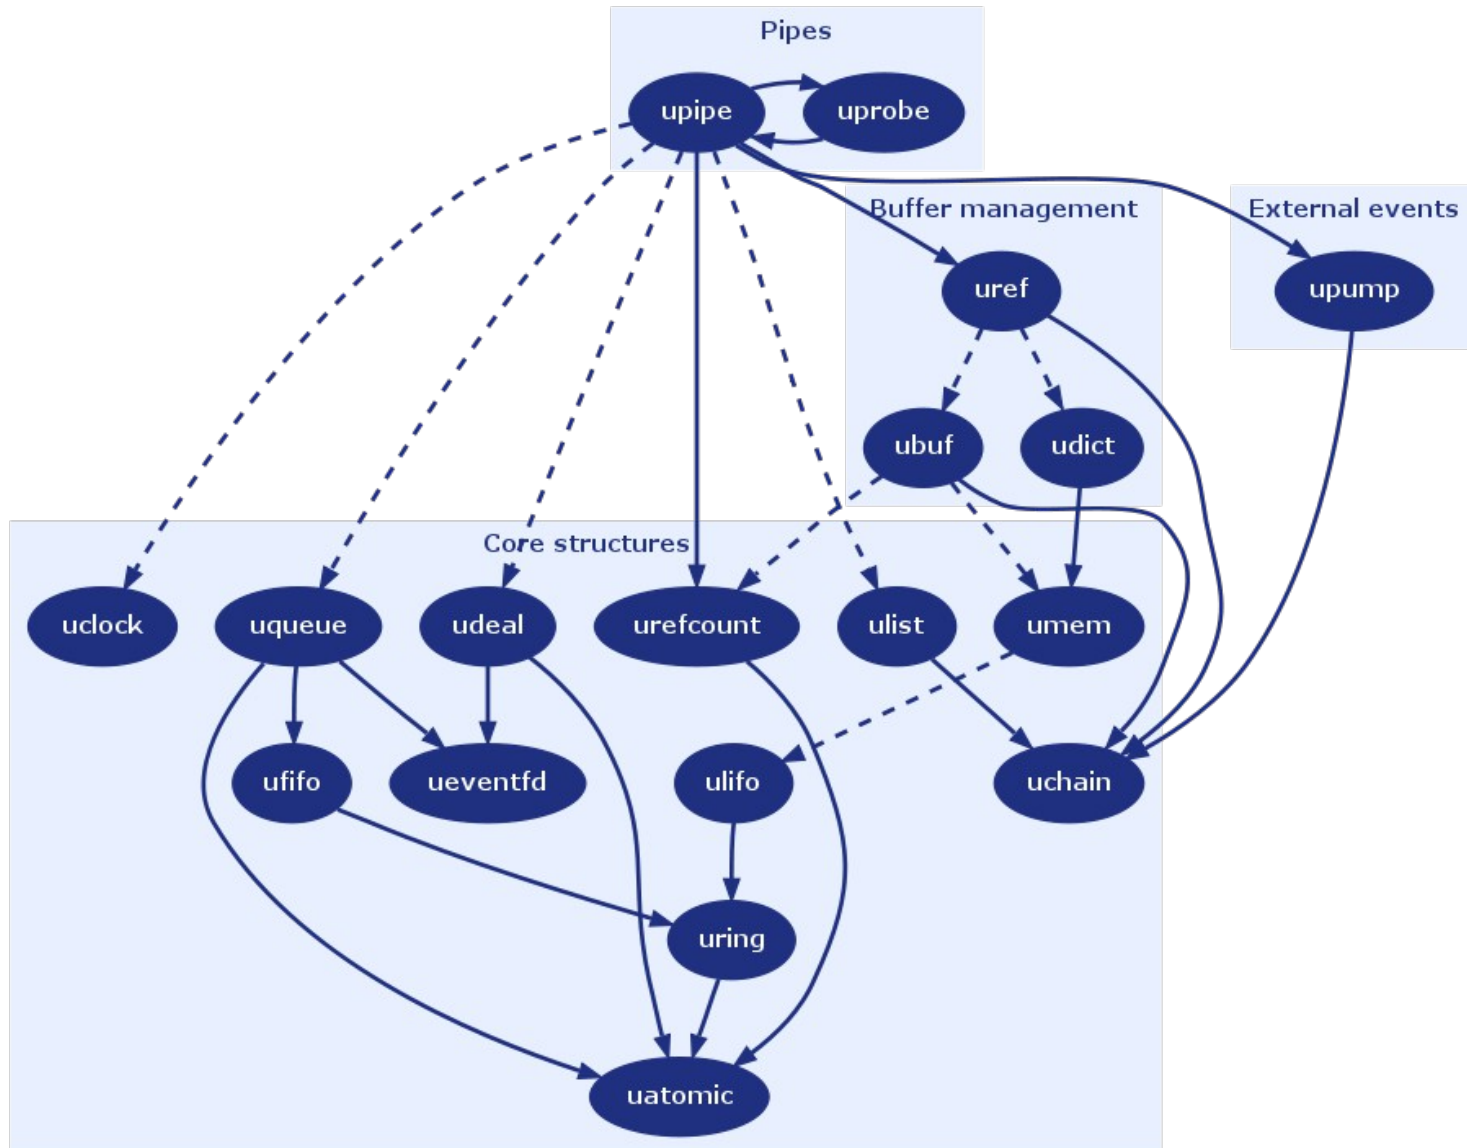 Pipes
upipe
uprobe
Buffer management
External events
uref
upump
ubuf
udict
Core structures
uclock
uqueue
udeal
urefcount
ulist
umem
ufifo
ueventfd
ulifo
uchain
uring
uatomic